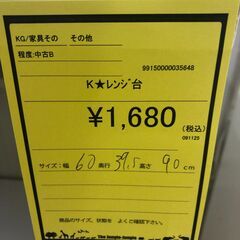 KG/家具その その他
程度:中古B
99150000035648
K★レンジ台
¥1,680
(税込)
091125
サイズ:幅 60 奥行 39.5 高さ 90 cm
商品のサイズ、状態を よくご確認下さい。